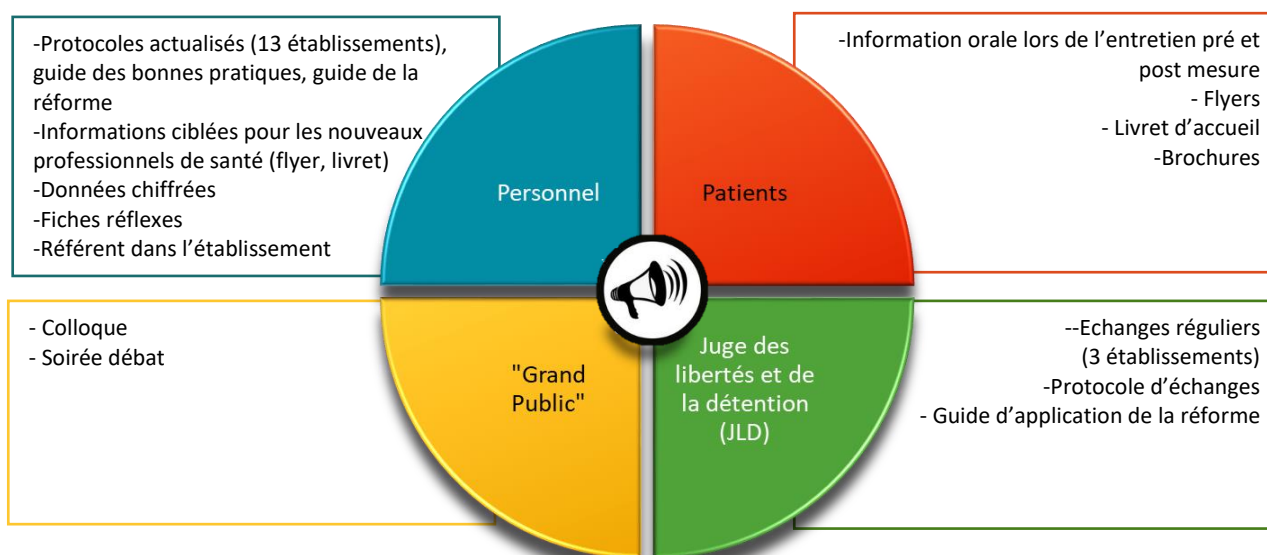 -Protocoles actualisés (13 établissements),
guide des bonnes pratiques, guide de la
réforme
-Informations ciblées pour les nouveaux
professionnels de santé (flyer, livret)
-Données chiffrées
-Fiches réflexes
-Référent dans l’établissement
Personnel
Patients
-Information orale lors de l’entretien pré et
post mesure
- Flyers
- Livret d’accueil
-Brochures
- Colloque
- Soirée débat
"Grand
Public"
Juge des
libertés et de
la détention
(JLD)
--Echanges réguliers
(3 établissements)
-Protocole d’échanges
- Guide d’application de la réforme